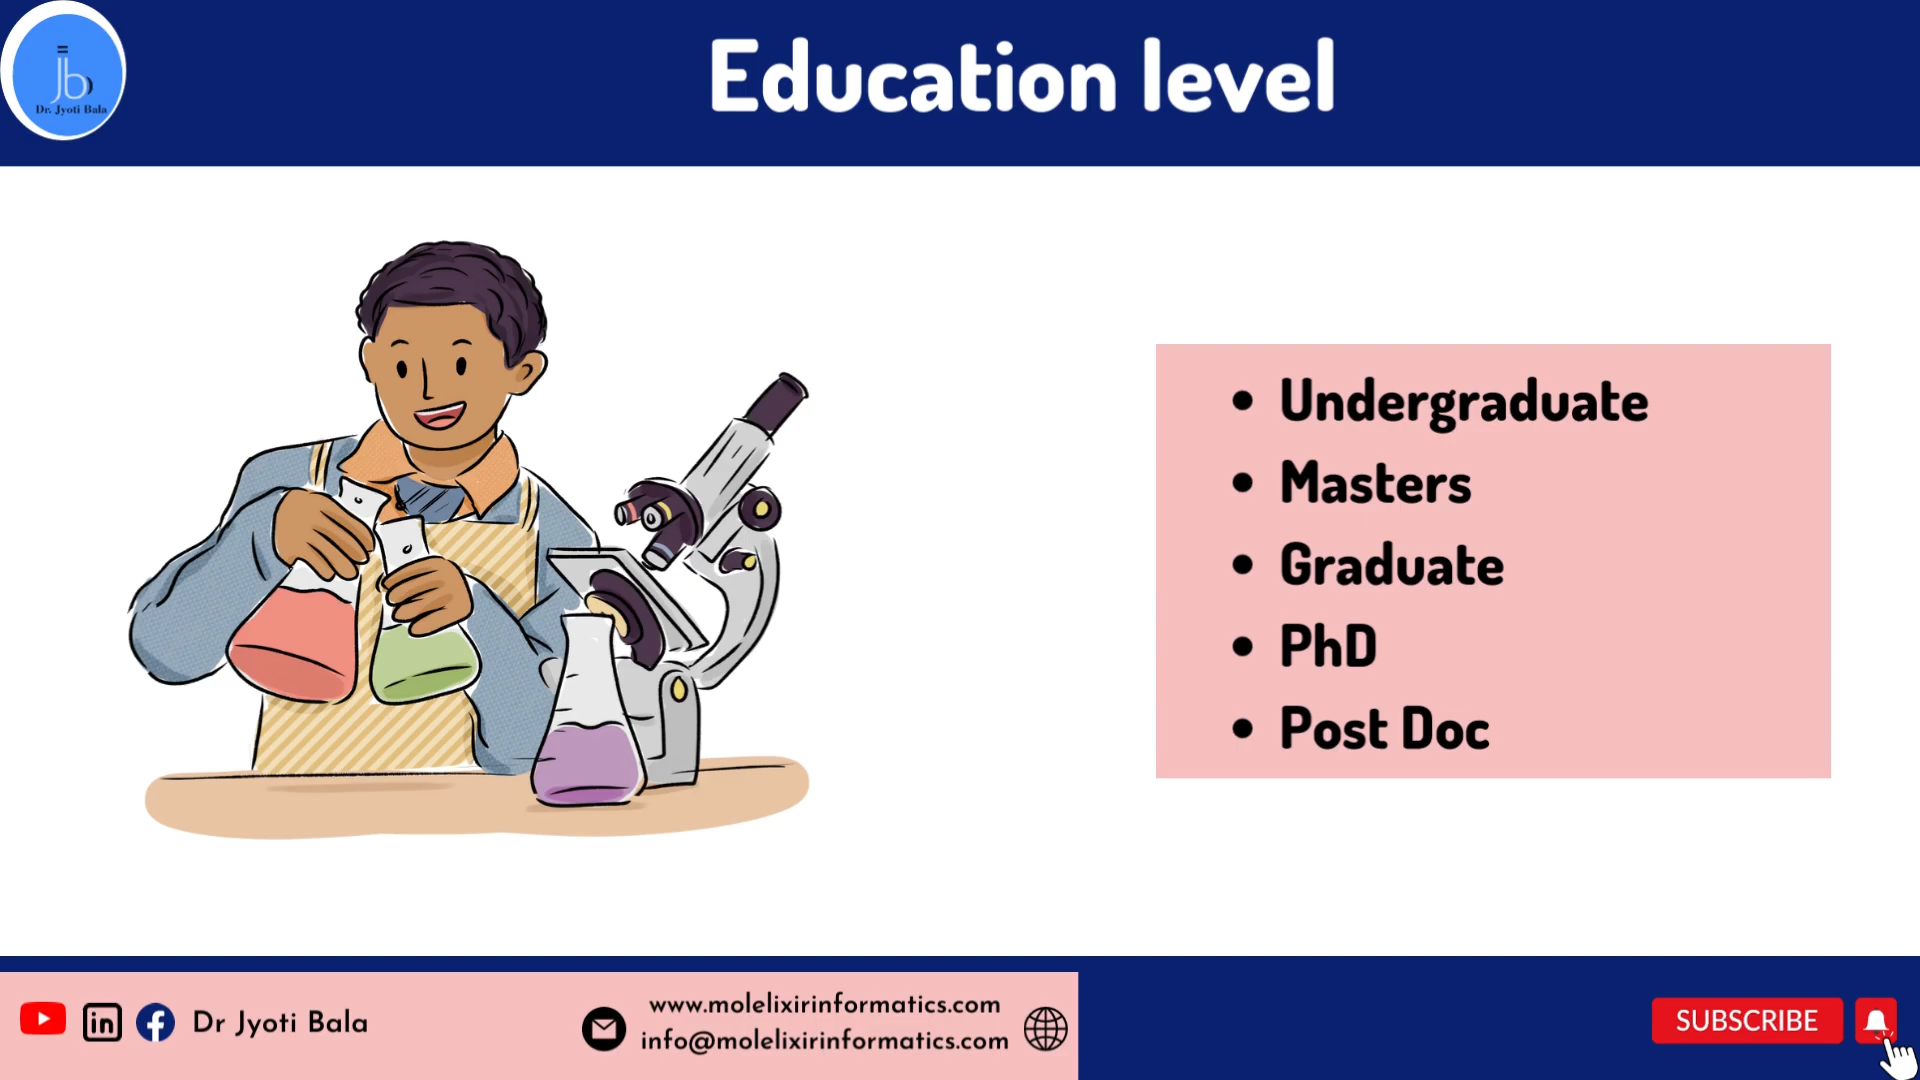 Dr. Jyoti Bala
Education level
• Undergraduate
• Masters
• Graduate
• PhD
• Post Doc
Dr Jyoti Bala
www.molelixirinformatics.com
info@molelixirinformatics.com
SUBSCRIBE